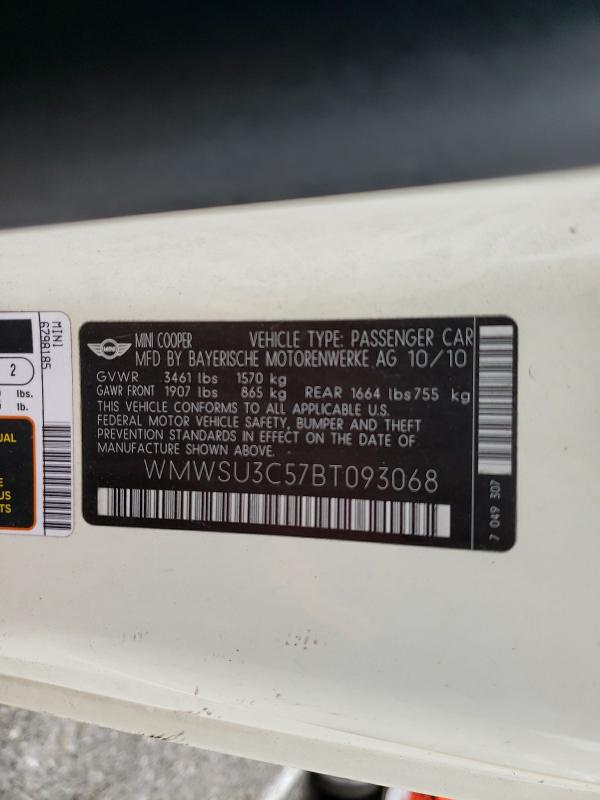 MINI COOPER VEHICLE TYPE: PASSENGER CAR
MFD BY BAYERISCHE MOTORENWERKE AG 10/10
GVWR 3461 lbs 1570 kg
GAWR FRONT 1907 lbs 865 kg REAR 1664 lbs 755 kg
THIS VEHICLE CONFORMS TO ALL APPLICABLE U.S.
FEDERAL MOTOR VEHICLE SAFETY, BUMPER AND THEFT
PREVENTION STANDARDS IN EFFECT ON THE DATE OF
MANUFACTURE SHOWN ABOVE.
WMWSU3C57BT093068
7 049 307
MINI
6798185
2
lbs.
lb.